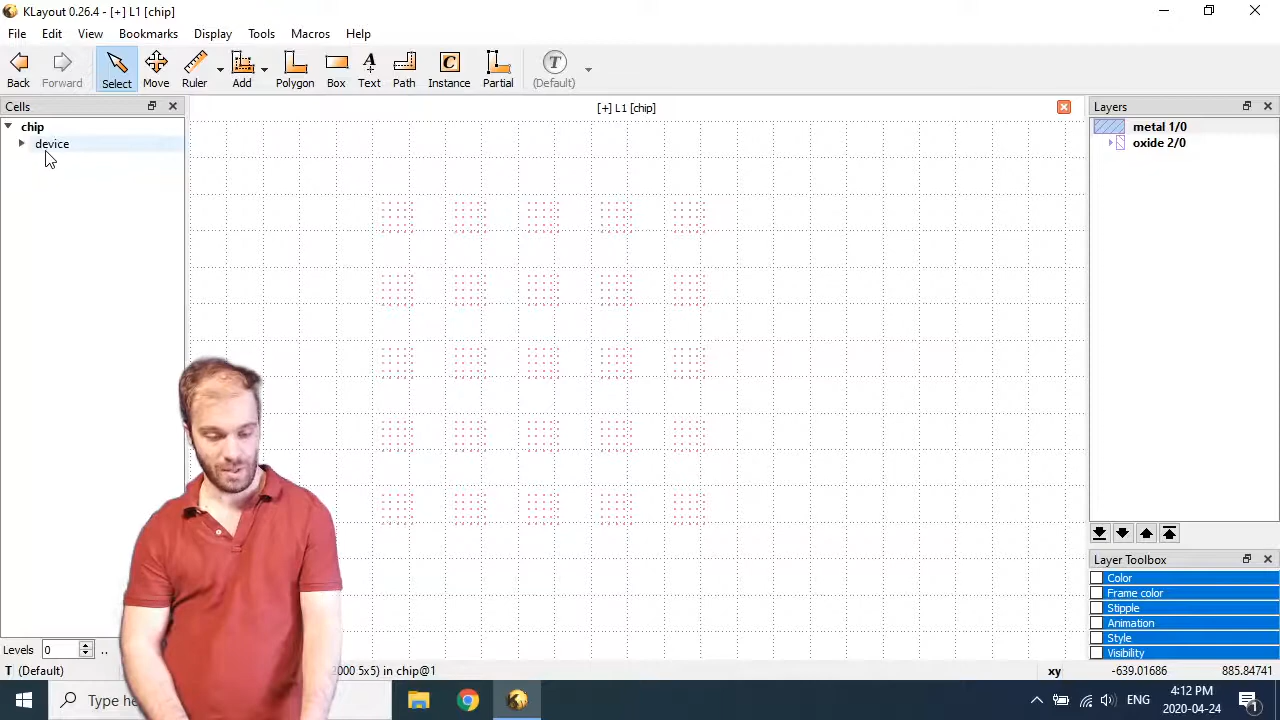 KLayout 0.26.4 - [+] L1 [chip]
File Edit View Bookmarks Display Tools Macros Help
Back Forward Select Move Ruler Add Polygon Box Text Path Instance Partial (Default)
Cells
[+] L1 [chip]
Layers
chip
device
metal 1/0
oxide 2/0
Layer Toolbox
Color
Frame color
Stipple
Animation
Style
Visibility
Levels 0 ..
T (Default) 5x5) in chip@1 xy -639.01686 885.84741
Type ENG 4:12 PM
2020-04-24
1